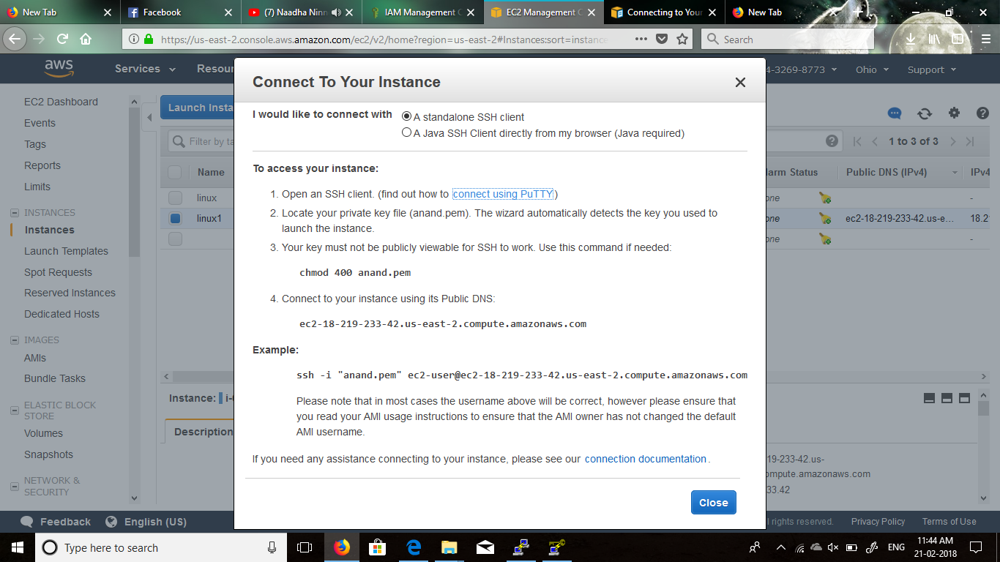 New Tab
Facebook
(7) Naadha Ninn
IAM Management C
EC2 Management C
Connecting to Your
New Tab
https://us-east-2.console.aws.amazon.com/ec2/v2/home?region=us-east-2#Instances:sort=instance
Search
aws
Services
Resour
4-3269-8773
Ohio
Support
Connect To Your Instance
I would like to connect with
A standalone SSH client
A Java SSH Client directly from my browser (Java required)
To access your instance:
1. Open an SSH client. (find out how to connect using PuTTY)
2. Locate your private key file (anand.pem). The wizard automatically detects the key you used to
launch the instance.
3. Your key must not be publicly viewable for SSH to work. Use this command if needed:
chmod 400 anand.pem
4. Connect to your instance using its Public DNS:
ec2-18-219-233-42.us-east-2.compute.amazonaws.com
Example:
ssh -i "anand.pem" ec2-user@ec2-18-219-233-42.us-east-2.compute.amazonaws.com
Please note that in most cases the username above will be correct, however please ensure that
you read your AMI usage instructions to ensure that the AMI owner has not changed the default
AMI username.
If you need any assistance connecting to your instance, please see our connection documentation.
Close
EC2 Dashboard
Events
Tags
Reports
Limits
INSTANCES
Instances
Launch Templates
Spot Requests
Reserved Instances
Dedicated Hosts
IMAGES
AMIs
Bundle Tasks
ELASTIC BLOCK
STORE
Volumes
Snapshots
NETWORK &
SECURITY
Launch Insta
Filter by ta
1 to 3 of 3
Name
larm Status
Public DNS (IPv4)
IPv4
linux
one
-
linux1
one
ec2-18-219-233-42.us-e...
18.21
one
-
Instance:
i-0
Description
19-233-42.us-
ompute.amazonaws.com
33.42
Feedback
English (US)
l rights reserved.
Privacy Policy
Terms of Use
Type here to search
ENG
11:44 AM
21-02-2018